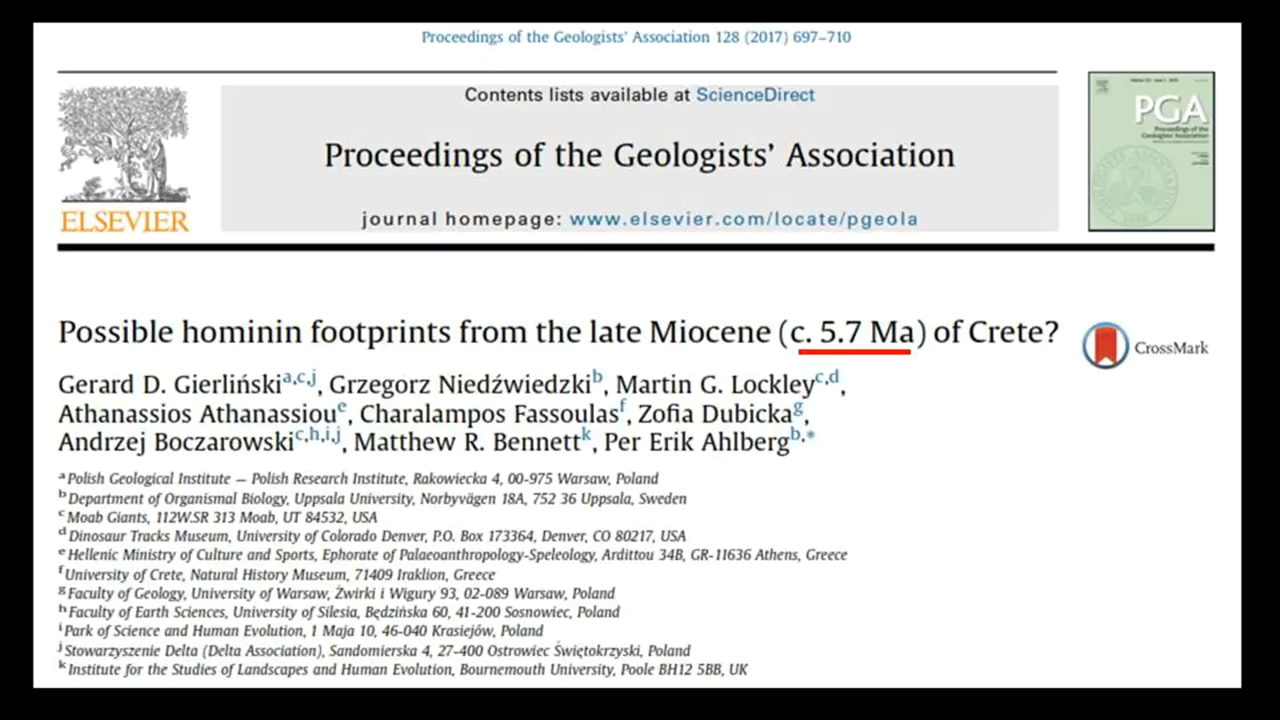 Proceedings of the Geologists' Association 128 (2017) 697–710
Contents lists available at ScienceDirect
Proceedings of the Geologists' Association
journal homepage: www.elsevier.com/locate/pgeola
ELSEVIER
PGA
Proceedings of the
Geologists' Association
Possible hominin footprints from the late Miocene (c. 5.7 Ma) of Crete?
CrossMark
Gerard D. Gierliński a,c,j, Grzegorz Niedźwiedzki b, Martin G. Lockley c,d,
Athanassios Athanassiou e, Charalampos Fassoulas f, Zofia Dubicka g,
Andrzej Boczarowski c,h,i,j, Matthew R. Bennett k, Per Erik Ahlberg b,*
a Polish Geological Institute — Polish Research Institute, Rakowiecka 4, 00-975 Warsaw, Poland
b Department of Organismal Biology, Uppsala University, Norbyvägen 18A, 752 36 Uppsala, Sweden
c Moab Giants, 112W.SR 313 Moab, UT 84532, USA
d Dinosaur Tracks Museum, University of Colorado Denver, P.O. Box 173364, Denver, CO 80217, USA
e Hellenic Ministry of Culture and Sports, Ephorate of Palaeoanthropology-Speleology, Ardittou 34B, GR-11636 Athens, Greece
f University of Crete, Natural History Museum, 71409 Iraklion, Greece
g Faculty of Geology, University of Warsaw, Żwirki i Wigury 93, 02-089 Warsaw, Poland
h Faculty of Earth Sciences, University of Silesia, Będzińska 60, 41-200 Sosnowiec, Poland
i Park of Science and Human Evolution, 1 Maja 10, 46-040 Krasiejów, Poland
j Stowarzyszenie Delta (Delta Association), Sandomierska 4, 27-400 Ostrowiec Świętokrzyski, Poland
k Institute for the Studies of Landscapes and Human Evolution, Bournemouth University, Poole BH12 5BB, UK